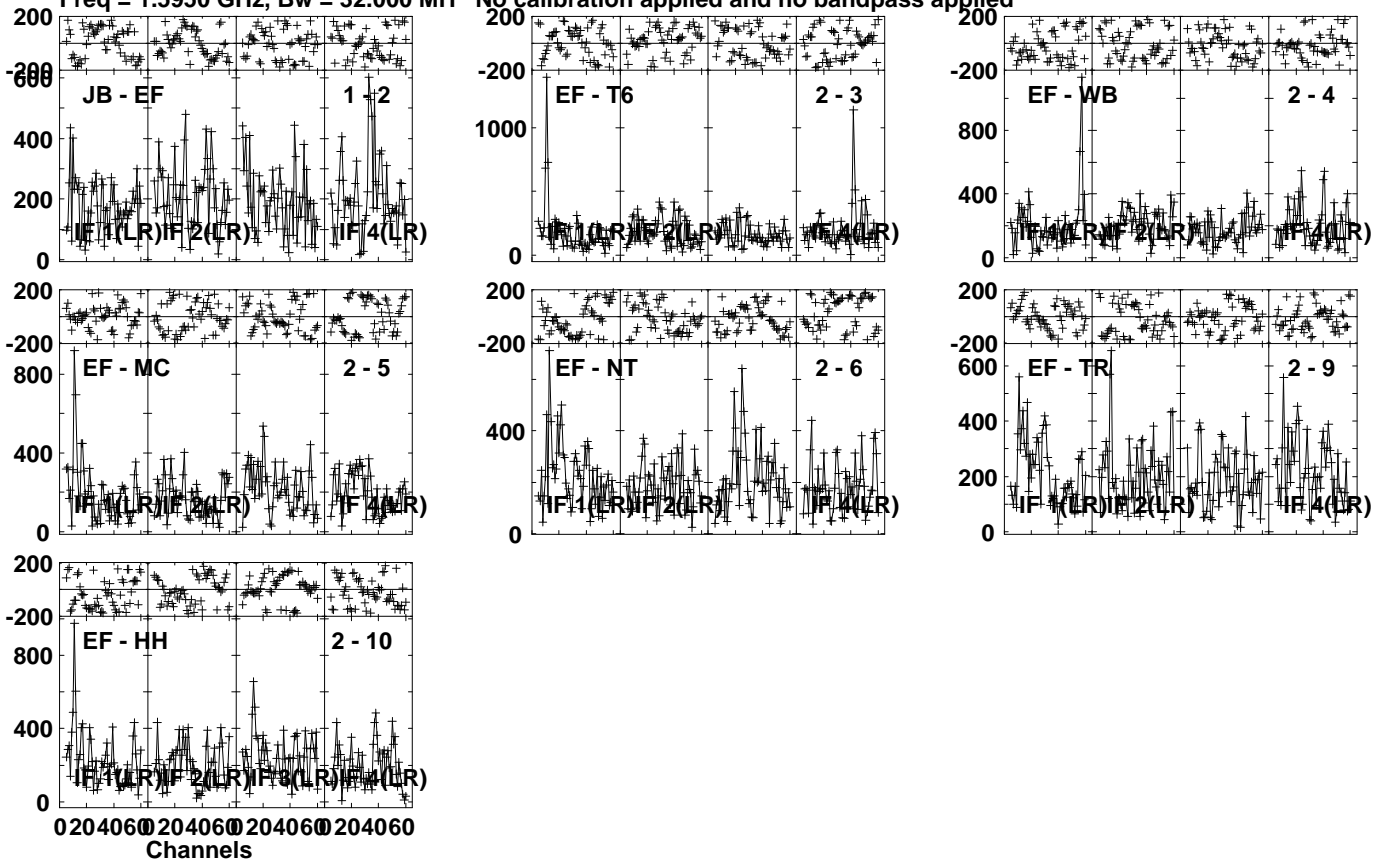 Freq = 1.5950 GHz, Bw = 32.000 MH No calibration applied and no bandpass applied
200
-200
600
400
200
0
JB - EF 1 - 2
IF 1(LR) IF 2(LR) IF 4(LR)
1000
0
EF - T6 2 - 3
IF 1(LR) IF 2(LR) IF 4(LR)
200
-200
800
400
0
EF - WB 2 - 4
IF 1(LR) IF 2(LR) IF 4(LR)
200
-200
800
400
0
EF - MC 2 - 5
IF 1(LR) IF 2(LR) IF 4(LR)
200
-200
400
0
EF - NT 2 - 6
IF 1(LR) IF 2(LR) IF 4(LR)
200
-200
600
400
200
0
EF - TR 2 - 9
IF 1(LR) IF 2(LR) IF 4(LR)
200
-200
800
400
0
EF - HH 2 - 10
IF 1(LR) IF 2(LR) IF 3(LR) IF 4(LR)
0 20 40 60 0 20 40 60 0 20 40 60 0 20 40 60
Channels